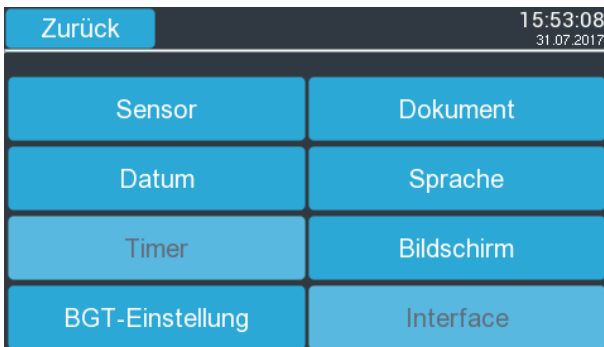 Zurück
15:53:08
31.07.2017
Sensor
Dokument
Datum
Sprache
Timer
Bildschirm
BGT-Einstellung
Interface